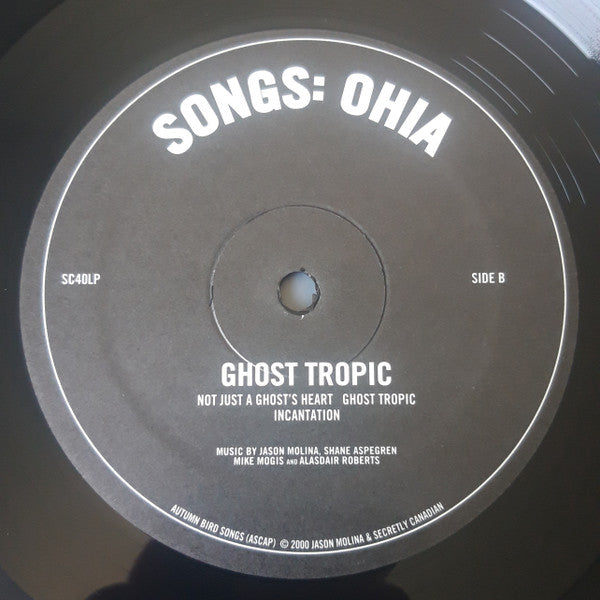 SONGS: OHIA
SC40LP
SIDE B
GHOST TROPIC
NOT JUST A GHOST'S HEART GHOST TROPIC
INCANTATION
MUSIC BY JASON MOLINA, SHANE ASPEGREN
MIKE MOGIS AND ALASDAIR ROBERTS
AUTUMN BIRD SONGS (ASCAP) © 2000 JASON MOLINA & SECRETLY CANADIAN